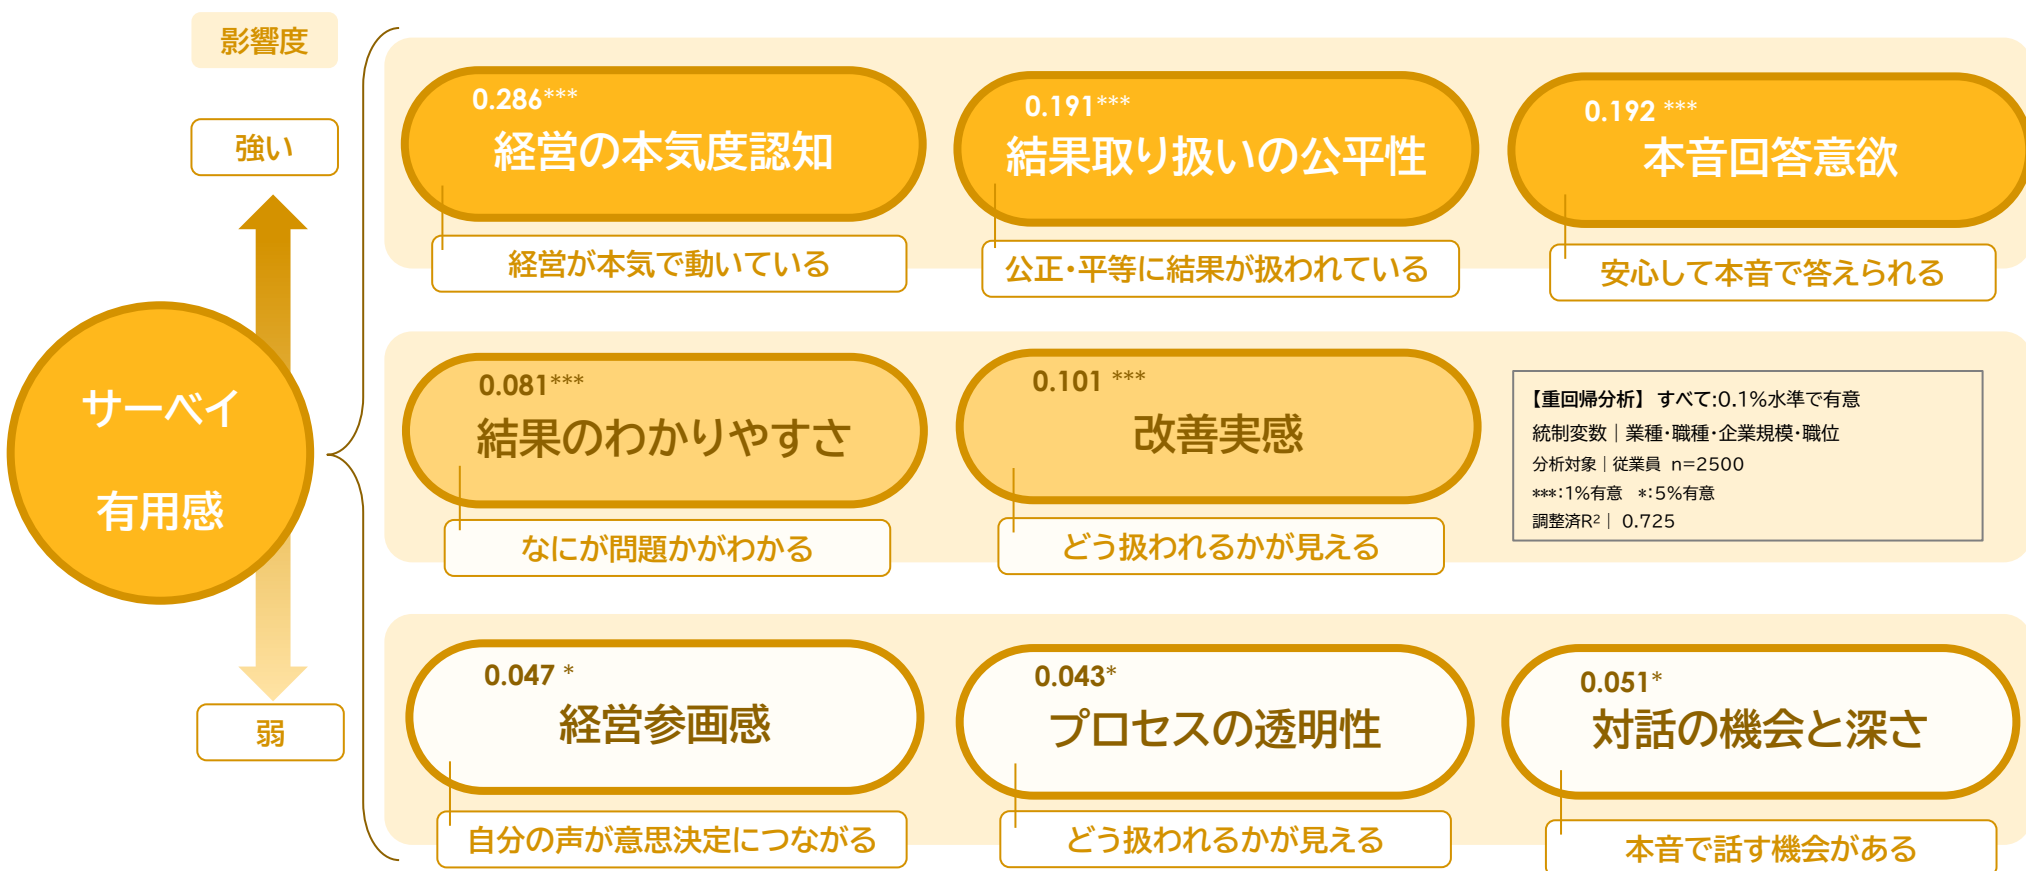 影響度
強い
弱
サーベイ
有用感
0.286***
経営の本気度認知
経営が本気で動いている
0.191***
結果取り扱いの公平性
公正・平等に結果が扱われている
0.192 ***
本音回答意欲
安心して本音で答えられる
0.081***
結果のわかりやすさ
なにが問題かがわかる
0.101 ***
改善実感
どう扱われるかが見える
【重回帰分析】 すべて:0.1%水準で有意
統制変数｜業種・職種・企業規模・職位
分析対象｜従業員 n=2500
***:1%有意 *:5%有意
調整済R²｜ 0.725
0.047 *
経営参画感
自分の声が意思決定につながる
0.043*
プロセスの透明性
どう扱われるかが見える
0.051*
対話の機会と深さ
本音で話す機会がある